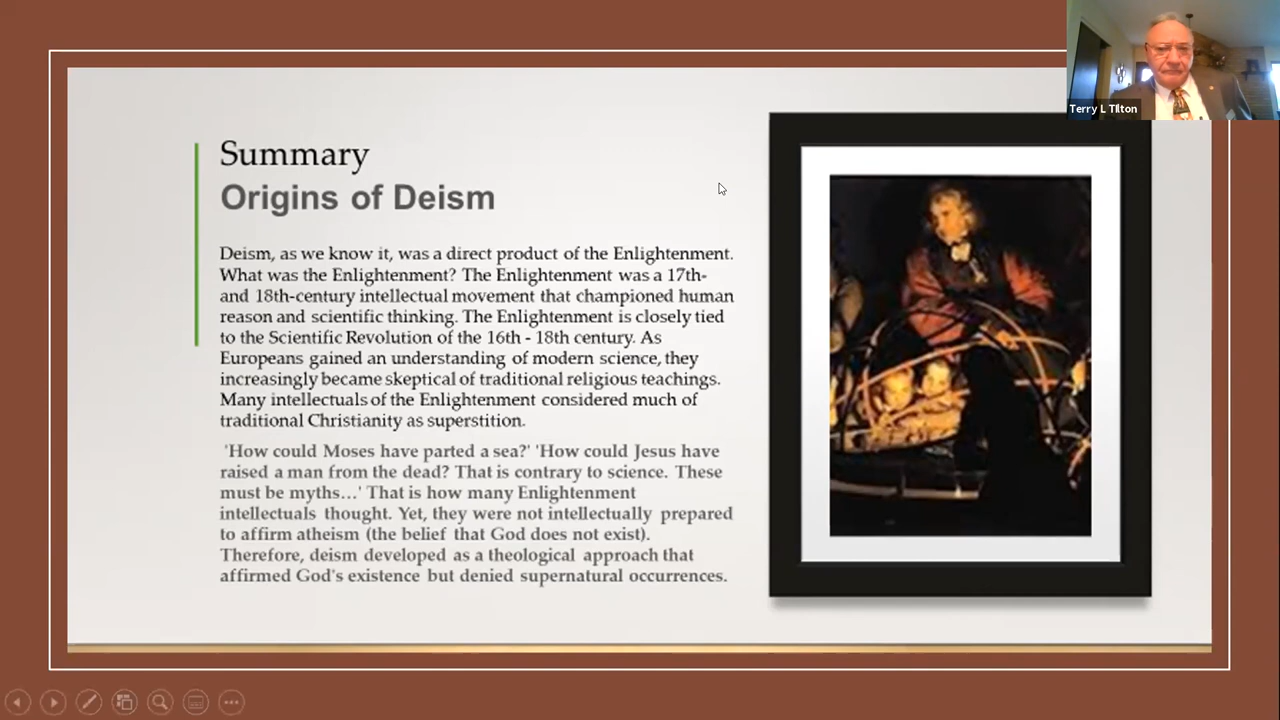 Terry L Tilton
Summary
Origins of Deism
Deism, as we know it, was a direct product of the Enlightenment.
What was the Enlightenment? The Enlightenment was a 17th-
and 18th-century intellectual movement that championed human
reason and scientific thinking. The Enlightenment is closely tied
to the Scientific Revolution of the 16th - 18th century. As
Europeans gained an understanding of modern science, they
increasingly became skeptical of traditional religious teachings.
Many intellectuals of the Enlightenment considered much of
traditional Christianity as superstition.
'How could Moses have parted a sea?' 'How could Jesus have
raised a man from the dead? That is contrary to science. These
must be myths…' That is how many Enlightenment
intellectuals thought. Yet, they were not intellectually prepared
to affirm atheism (the belief that God does not exist).
Therefore, deism developed as a theological approach that
affirmed God's existence but denied supernatural occurrences.